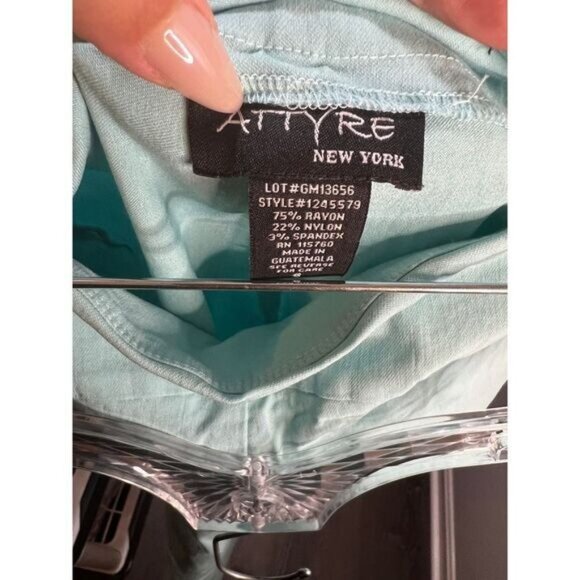 ATTYRE
NEW YORK
LOT#GM13656
STYLE#1245579
75% RAYON
22% NYLON
3% SPANDEX
RN 115760
MADE IN
GUATEMALA
SEE REVERSE
FOR CARE